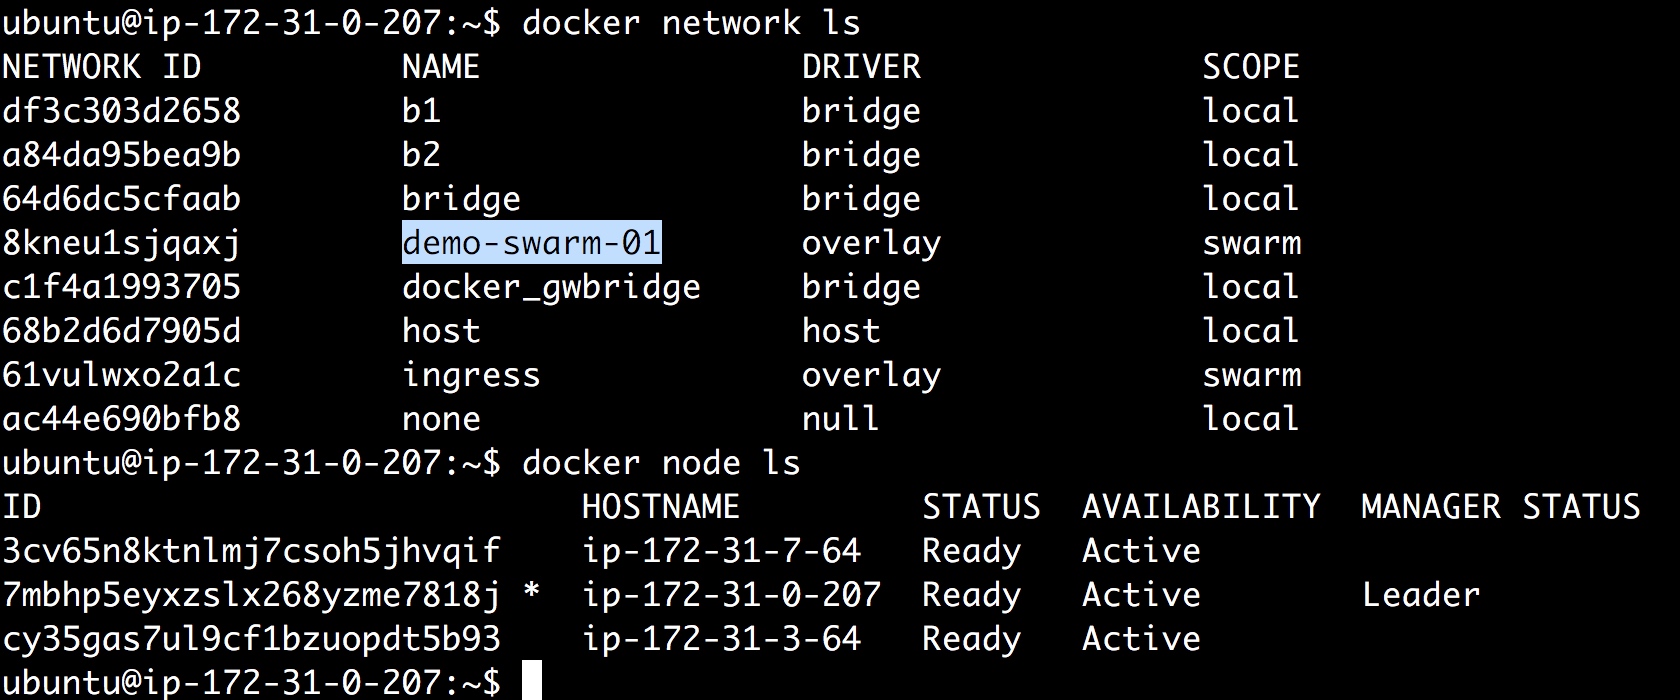 ubuntu@ip-172-31-0-207:~$ docker network ls
NETWORK ID NAME DRIVER SCOPE
df3c303d2658 b1 bridge local
a84da95bea9b b2 bridge local
64d6dc5cfaab bridge bridge local
8kneu1sjqaxj demo-swarm-01 overlay swarm
c1f4a1993705 docker_gwbridge bridge local
68b2d6d7905d host host local
61vulwxo2a1c ingress overlay swarm
ac44e690bfb8 none null local
ubuntu@ip-172-31-0-207:~$ docker node ls
ID HOSTNAME STATUS AVAILABILITY MANAGER STATUS
3cv65n8ktnlmj7csoh5jhvqif ip-172-31-7-64 Ready Active
7mbhp5eyxzslx268yzme7818j * ip-172-31-0-207 Ready Active Leader
cy35gas7ul9cf1bzuopdt5b93 ip-172-31-3-64 Ready Active
ubuntu@ip-172-31-0-207:~$